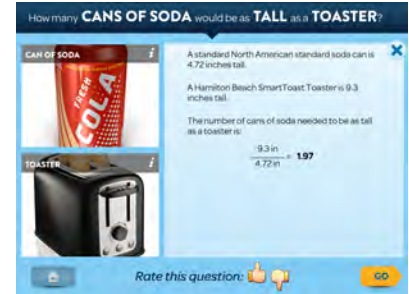 How many CANS OF SODA would be as TALL as a TOASTER?
CAN OF SODA i
FRESH
COLA
TOASTER i
A standard North American standard soda can is
4.72 inches tall.
A Hamilton Beach SmartToast Toaster is 9.3
inches tall.
The number of cans of soda needed to be as tall
as a toaster is:
9.3 in
4.72 in = 1.97
Rate this question:
GO